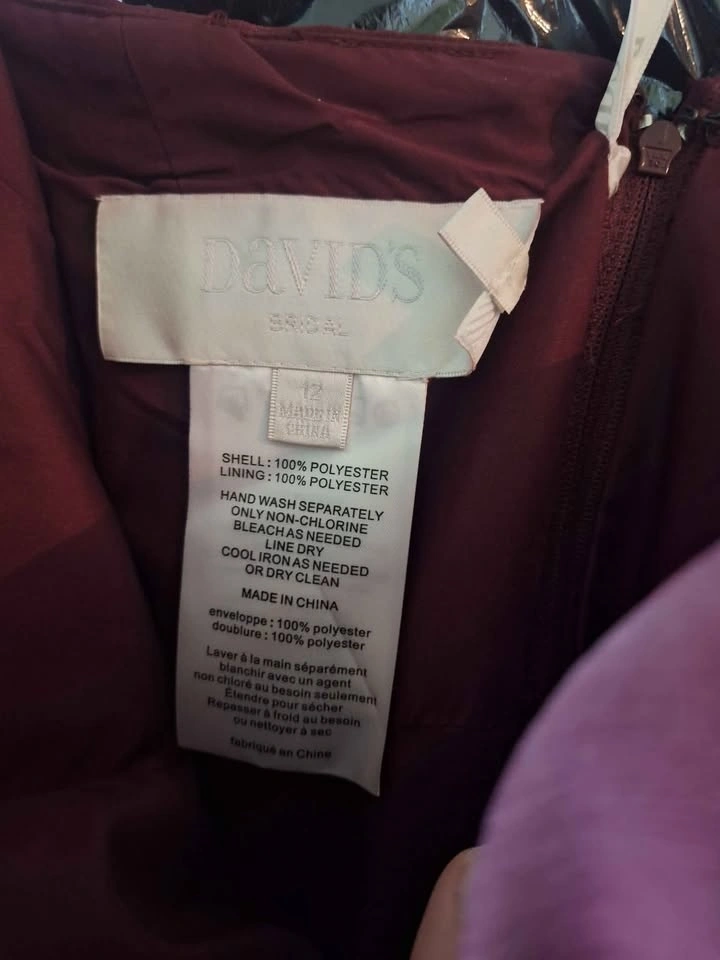 DAVID'S
BRIDAL
12
MADE IN
CHINA
SHELL : 100% POLYESTER
LINING : 100% POLYESTER
HAND WASH SEPARATELY
ONLY NON-CHLORINE
BLEACH AS NEEDED
LINE DRY
COOL IRON AS NEEDED
OR DRY CLEAN
MADE IN CHINA
enveloppe : 100% polyester
doublure : 100% polyester
Laver à la main séparément
blanchir avec un agent
non chloré au besoin seulement
Étendre pour sécher
Repasser à froid au besoin
ou nettoyer à sec
fabriqué en Chine